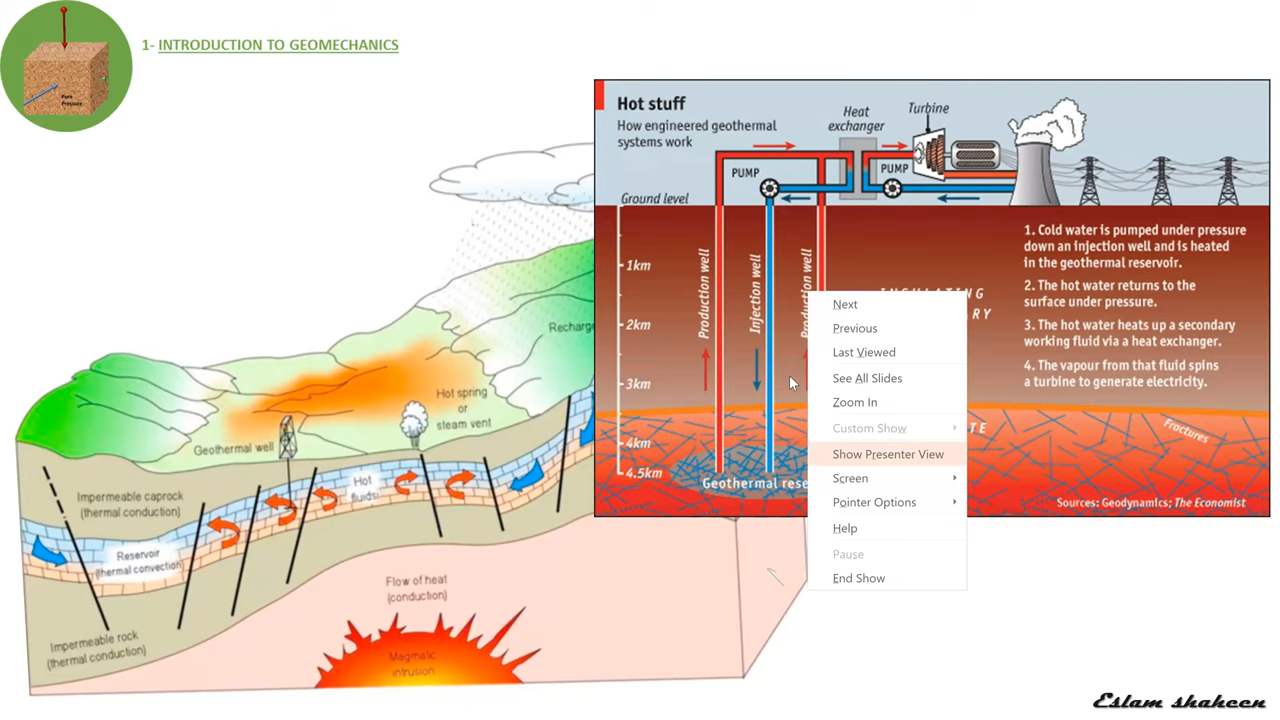 Pore
Pressure
1- INTRODUCTION TO GEOMECHANICS
Hot stuff
How engineered geothermal
systems work
Heat
exchanger
Turbine
PUMP
PUMP
Ground level
1km
2km
3km
4km
4.5km
Production well
Injection well
Production well
INSULATING
1. Cold water is pumped under pressure
down an injection well and is heated
in the geothermal reservoir.
2. The hot water returns to the
surface under pressure.
3. The hot water heats up a secondary
working fluid via a heat exchanger.
4. The vapour from that fluid spins
a turbine to generate electricity.
Fractures
Geothermal
Sources: Geodynamics; The Economist
Next
Previous
Last Viewed
See All Slides
Zoom In
Custom Show
Show Presenter View
Screen
Pointer Options
Help
Pause
End Show
Recharge
Hot spring
or
steam vent
Geothermal well
Hot
fluids
Impermeable caprock
(thermal conduction)
Reservoir
(thermal convection)
Flow of heat
(conduction)
Impermeable rock
(thermal conduction)
Magmatic
intrusion
Eslam shaheen